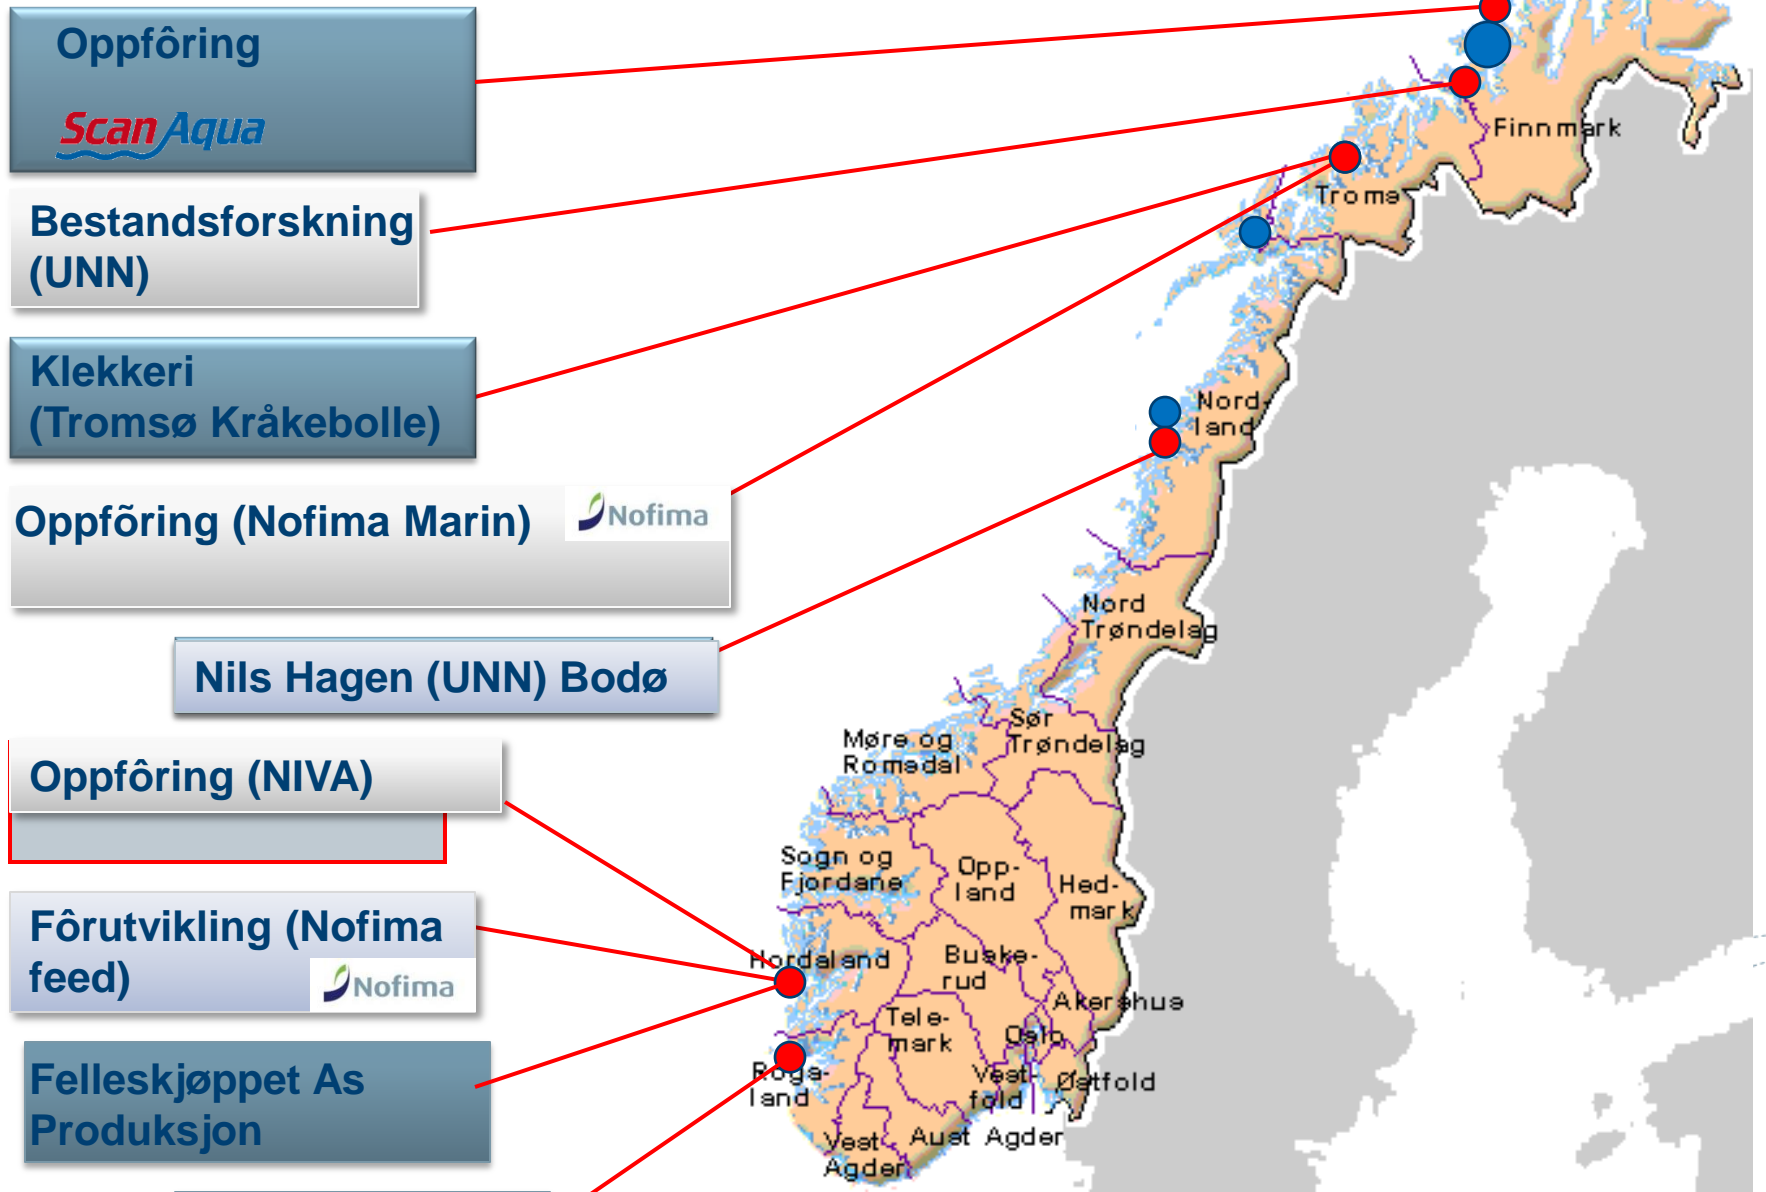 Oppfôring
ScanAqua
Bestandsforskning
(UNN)
Klekkeri
(Tromsø Kråkebolle)
Oppfõring (Nofima Marin)
Nofima
Nils Hagen (UNN) Bodø
Oppfôring (NIVA)
Fôrutvikling (Nofima
feed)
Nofima
Felleskjøppet As
Produksjon
Finnmark
Troms
Nord-
land
Nord
Trøndelag
Sør
Trøndelag
Møre og
Romsdal
Sogn og
Fjordane
Opp-
land
Hed-
mark
Hordaland
Buske-
rud
Akershus
Tele-
mark
Oslo
Roga-
land
Vest-
fold
Østfold
Vest
Agder
Aust Agder